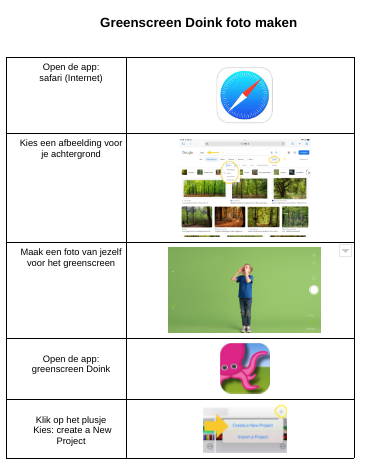 Greenscreen Doink foto maken
Open de app:
safari (Internet)
Kies een afbeelding voor
je achtergrond
Google
Maak een foto van jezelf
voor het greenscreen
Open de app:
greenscreen Doink
Klik op het plusje
Kies: create a New
Project
Create a New Project
Import a Project